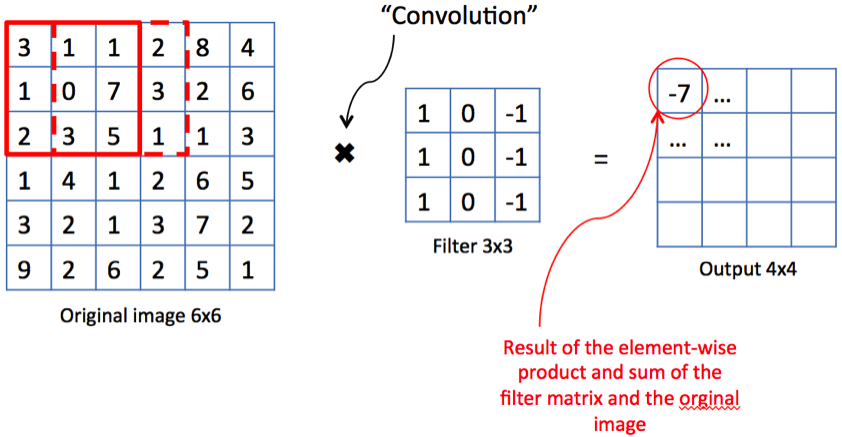 “Convolution”
3 1 1 2 8 4
1 0 7 3 2 6
2 3 5 1 1 3
1 4 1 2 6 5
3 2 1 3 7 2
9 2 6 2 5 1
Original image 6x6
✖
1 0 -1
1 0 -1
1 0 -1
Filter 3x3
=
-7 ...
... ...
Output 4x4
Result of the element-wise
product and sum of the
filter matrix and the orginal
image